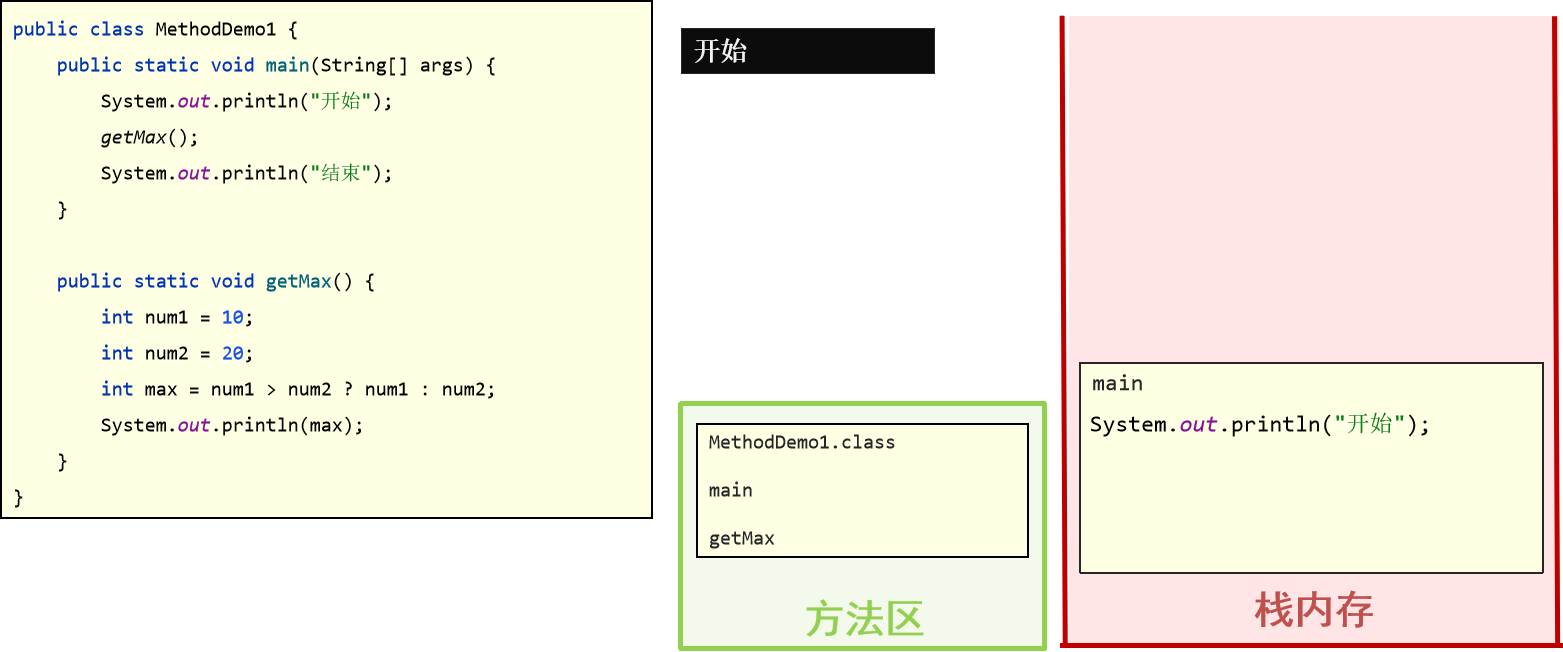 public class MethodDemo1 {
    public static void main(String[] args) {
        System.out.println("开始");
        getMax();
        System.out.println("结束");
    }

    public static void getMax() {
        int num1 = 10;
        int num2 = 20;
        int max = num1 > num2 ? num1 : num2;
        System.out.println(max);
    }
}
开始
MethodDemo1.class
main
getMax
方法区
main
System.out.println("开始");
栈内存